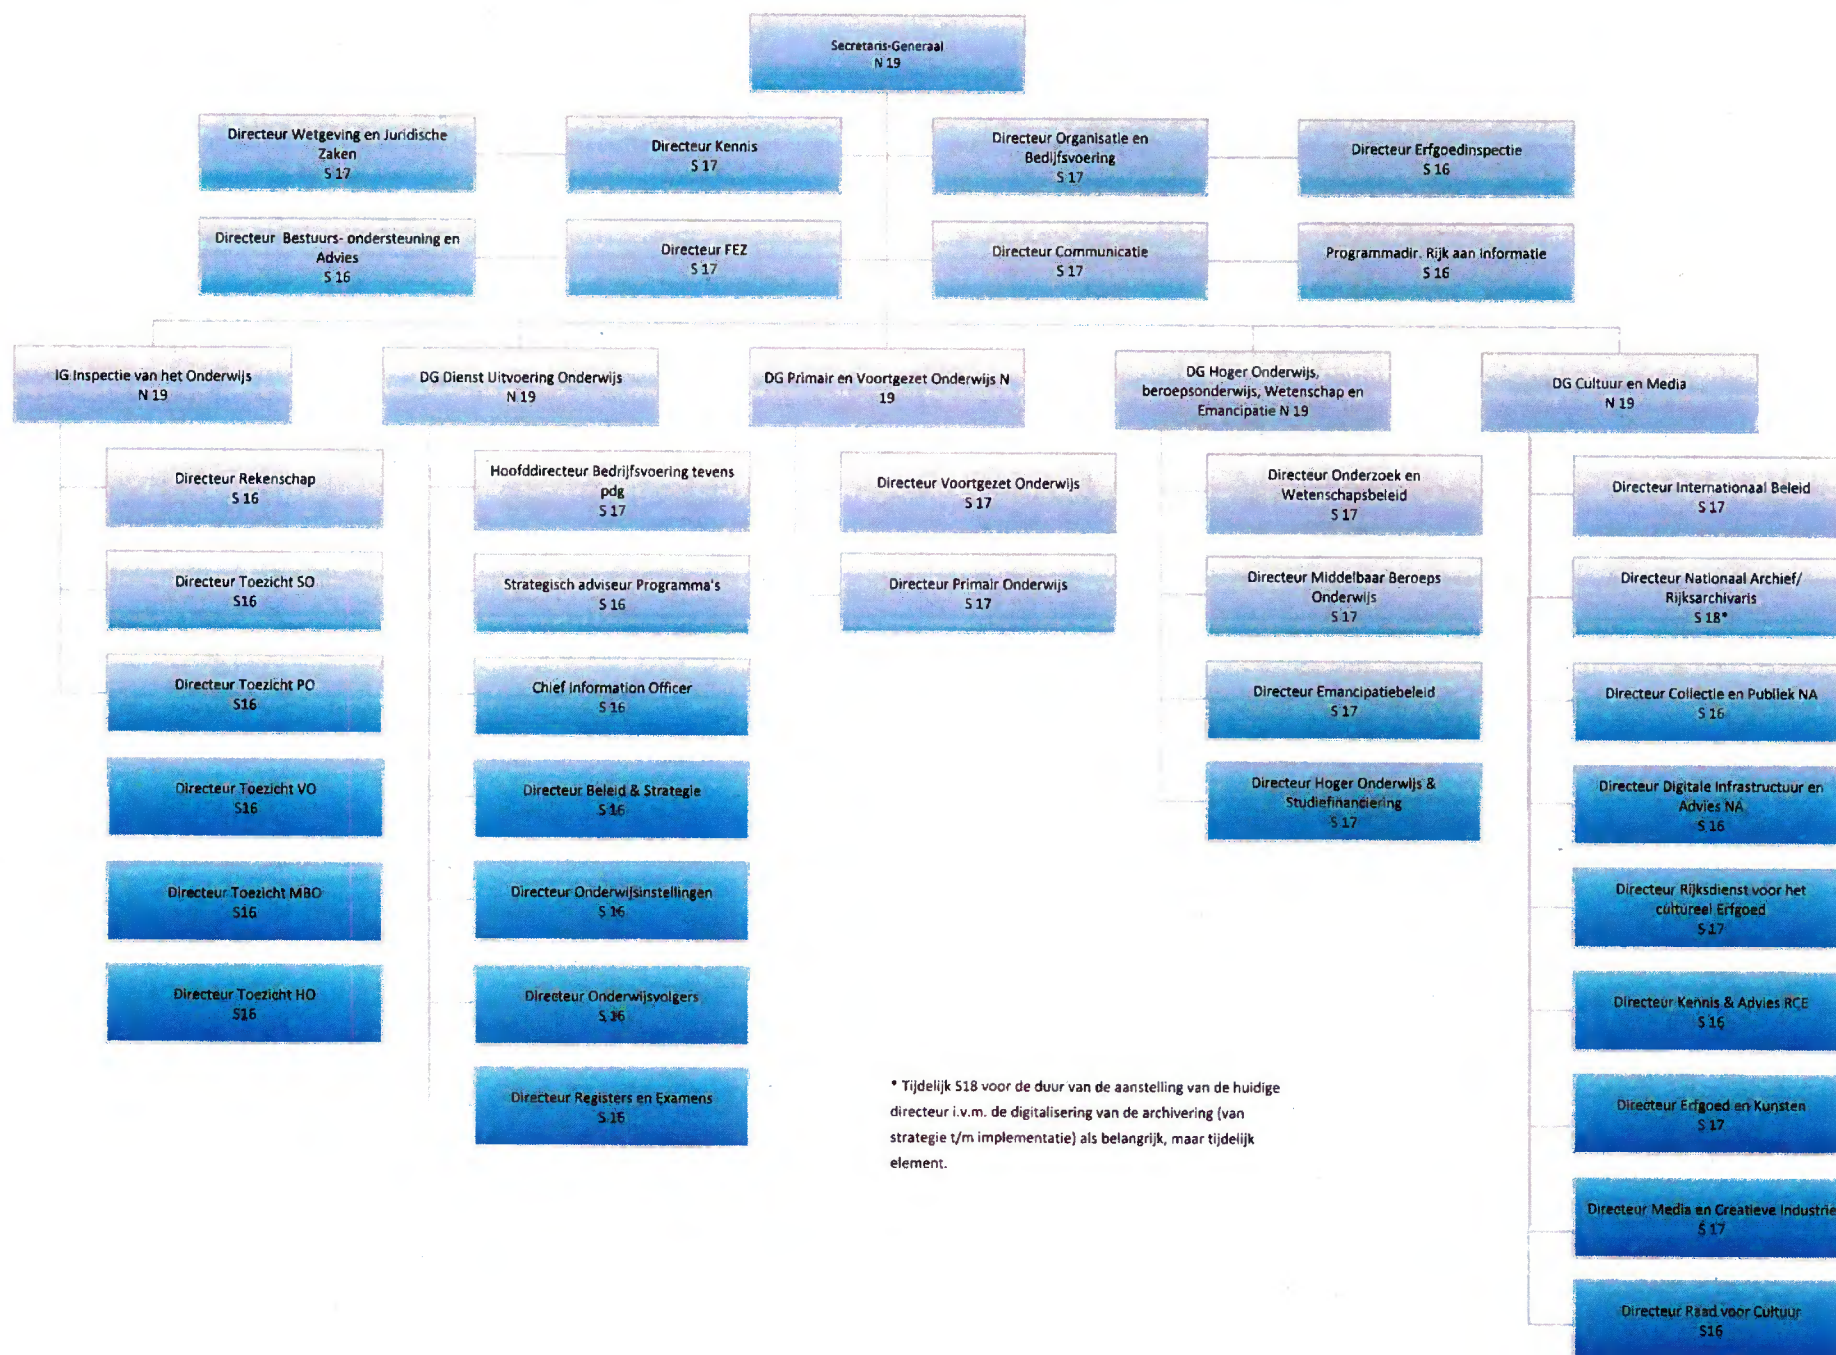 Secretaris-Generaal
N 19
Directeur Wetgeving en Juridische
Zaken
S 17
Directeur Kennis
S 17
Directeur Organisatie en
Bedijfsvoering
S 17
Directeur Erfgoedinspectie
S 16
Directeur Bestuurs- ondersteuning en
Advies
S 16
Directeur FEZ
S 17
Directeur Communicatie
S 17
Programmadir. Rijk aan informatie
S 16
IG Inspectie van het Onderwijs
N 19
DG Dienst Uitvoering Onderwijs
N 19
DG Primair en Voortgezet Onderwijs N
19
DG Hoger Onderwijs,
beroepsonderwijs, Wetenschap en
Emancipatie N 19
DG Cultuur en Media
N 19
Directeur Rekenschap
S 16
Directeur Toezicht SO
S16
Directeur Toezicht PO
S16
Directeur Toezicht VO
S16
Directeur Toezicht MBO
S16
Directeur Toezicht HO
S16
Hoofddirecteur Bedrijfsvoering tevens
pdg
S 17
Strategisch adviseur Programma's
S 16
Chief Information Officer
S 16
Directeur Beleid & Strategie
S 16
Directeur Onderwijsinstellingen
S 16
Directeur Onderwijsvolgers
S 16
Directeur Registers en Examens
S 16
Directeur Voortgezet Onderwijs
S 17
Directeur Primair Onderwijs
S 17
Directeur Onderzoek en
Wetenschapsbeleid
S 17
Directeur Middelbaar Beroeps
Onderwijs
S 17
Directeur Emancipatiebeleid
S 17
Directeur Hoger Onderwijs &
Studiefinanciering
S 17
Directeur Internationaal Beleid
S 17
Directeur Nationaal Archief/
Rijksarchivaris
S 18*
Directeur Collectie en Publiek NA
S 16
Directeur Digitale Infrastructuur en
Advies NA
S 16
Directeur Rijksdienst voor het
cultureel Erfgoed
S 17
Directeur Kennis & Advies RCE
S 16
Directeur Erfgoed en Kunsten
S 17
Directeur Media en Creatieve Industrie
S 17
Directeur Raad voor Cultuur
S16
* Tijdelijk S18 voor de duur van de aanstelling van de huidige
directeur i.v.m. de digitalisering van de archivering (van
strategie t/m implementatie) als belangrijk, maar tijdelijk
element.